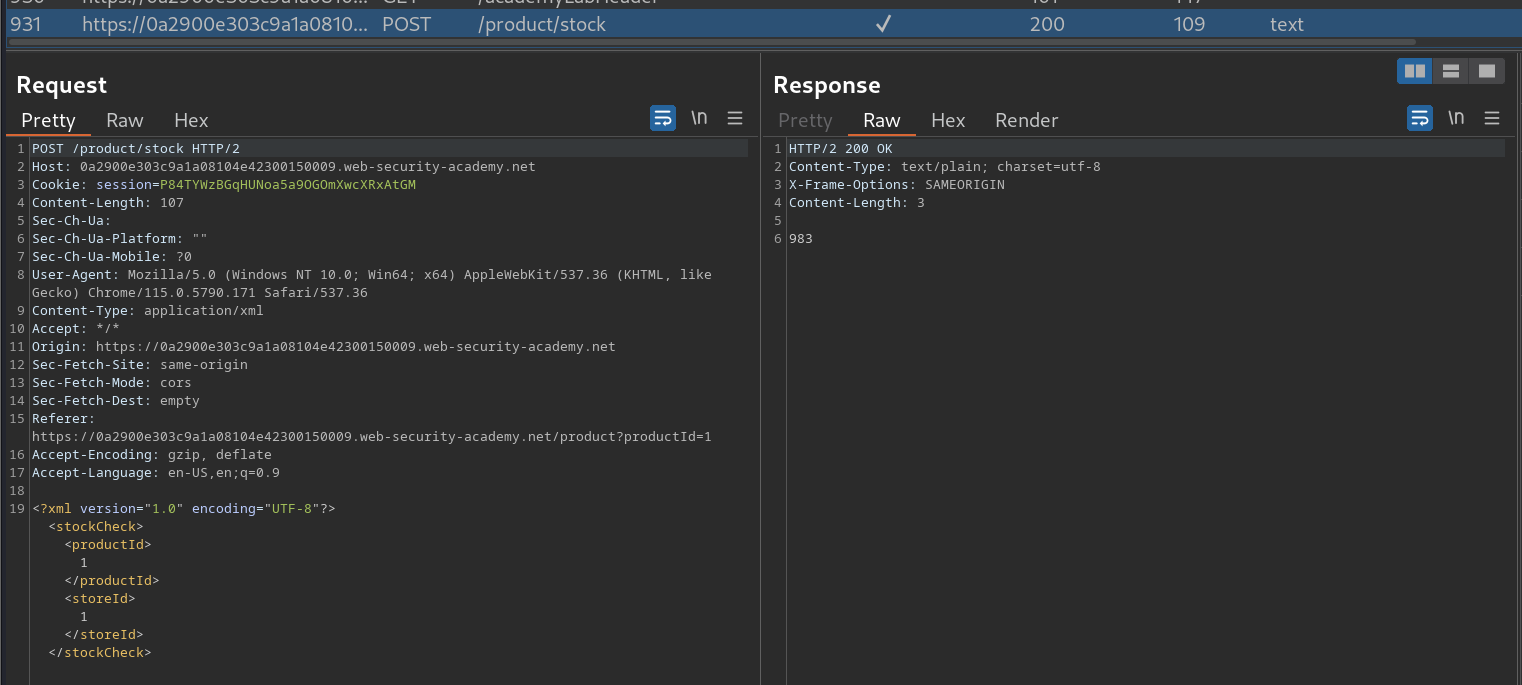 931 https://0a2900e303c9a1a0810... POST /product/stock ✓ 200 109 text
Request
Pretty Raw Hex \n
1 POST /product/stock HTTP/2
2 Host: 0a2900e303c9a1a08104e42300150009.web-security-academy.net
3 Cookie: session=P84TYWzBGqHUNoa5a9OGOmXwcXRxAtGM
4 Content-Length: 107
5 Sec-Ch-Ua:
6 Sec-Ch-Ua-Platform: ""
7 Sec-Ch-Ua-Mobile: ?0
8 User-Agent: Mozilla/5.0 (Windows NT 10.0; Win64; x64) AppleWebKit/537.36 (KHTML, like
Gecko) Chrome/115.0.5790.171 Safari/537.36
9 Content-Type: application/xml
10 Accept: */*
11 Origin: https://0a2900e303c9a1a08104e42300150009.web-security-academy.net
12 Sec-Fetch-Site: same-origin
13 Sec-Fetch-Mode: cors
14 Sec-Fetch-Dest: empty
15 Referer:
https://0a2900e303c9a1a08104e42300150009.web-security-academy.net/product?productId=1
16 Accept-Encoding: gzip, deflate
17 Accept-Language: en-US,en;q=0.9
18
19 <?xml version="1.0" encoding="UTF-8"?>
<stockCheck>
<productId>
1
</productId>
<storeId>
1
</storeId>
</stockCheck>
Response
Pretty Raw Hex Render \n
1 HTTP/2 200 OK
2 Content-Type: text/plain; charset=utf-8
3 X-Frame-Options: SAMEORIGIN
4 Content-Length: 3
5
6 983